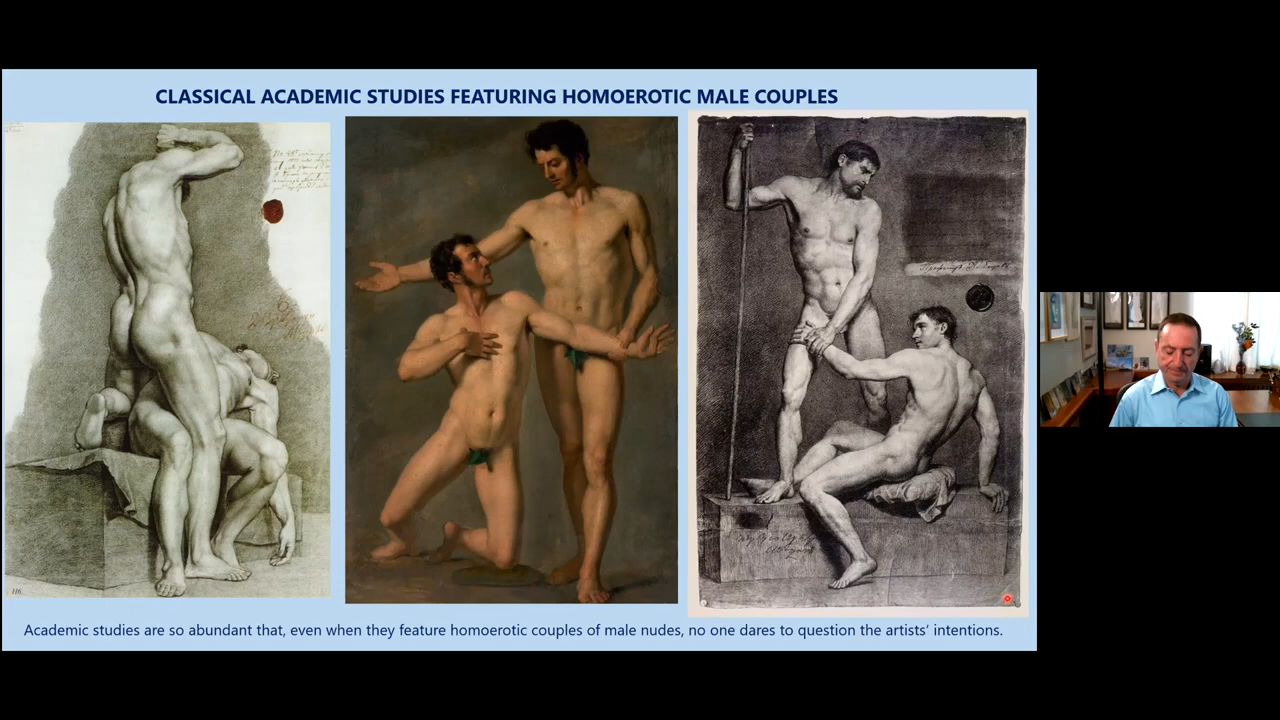 CLASSICAL ACADEMIC STUDIES FEATURING HOMOEROTIC MALE COUPLES
Academic studies are so abundant that, even when they feature homoerotic couples of male nudes, no one dares to question the artists’ intentions.